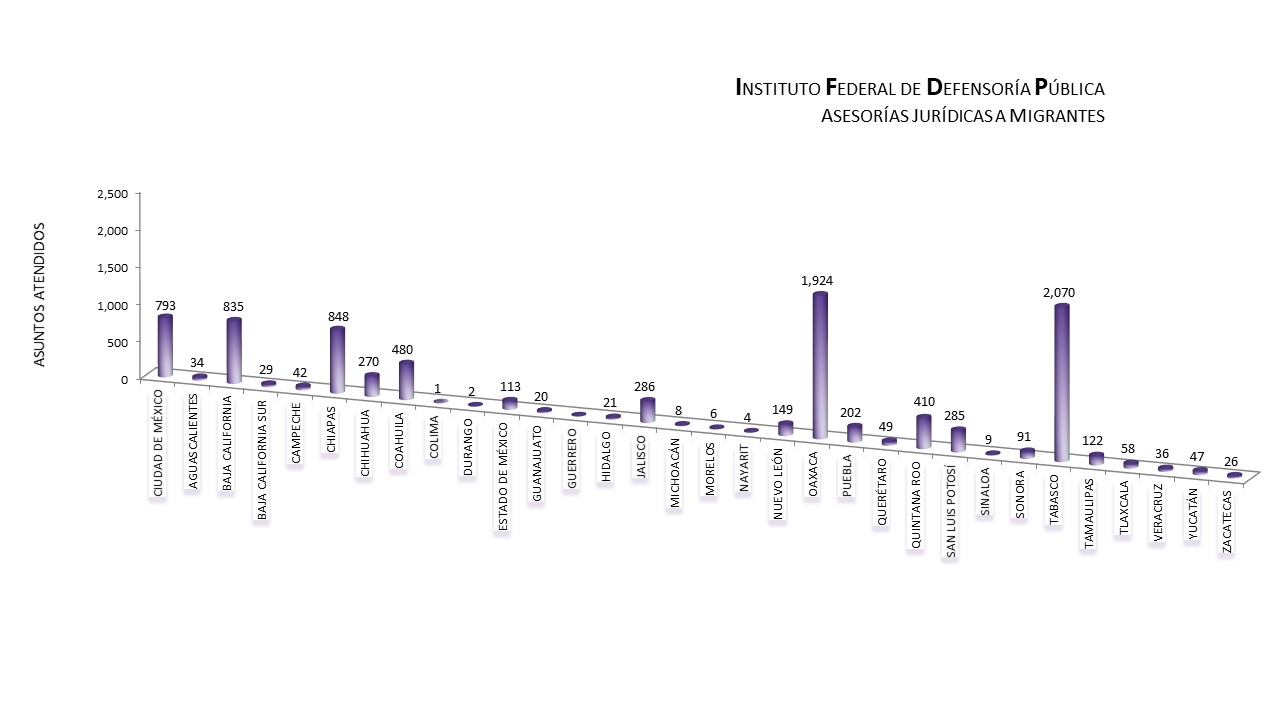 INSTITUTO FEDERAL DE DEFENSORÍA PÚBLICA
ASESORÍAS JURÍDICAS A MIGRANTES
ASUNTOS ATENDIDOS
2,500
2,000
1,500
1,000
500
0
793
34
835
29
42
848
270
480
1
2
113
20
21
286
8
6
4
149
1,924
202
49
410
285
9
91
2,070
122
58
36
47
26
CIUDAD DE MÉXICO
AGUASCALIENTES
BAJA CALIFORNIA
BAJA CALIFORNIA SUR
CAMPECHE
CHIAPAS
CHIHUAHUA
COAHUILA
COLIMA
DURANGO
ESTADO DE MÉXICO
GUANAJUATO
GUERRERO
HIDALGO
JALISCO
MICHOACÁN
MORELOS
NAYARIT
NUEVO LEÓN
OAXACA
PUEBLA
QUERÉTARO
QUINTANA ROO
SAN LUIS POTOSÍ
SINALOA
SONORA
TABASCO
TAMAULIPAS
TLAXCALA
VERACRUZ
YUCATÁN
ZACATECAS